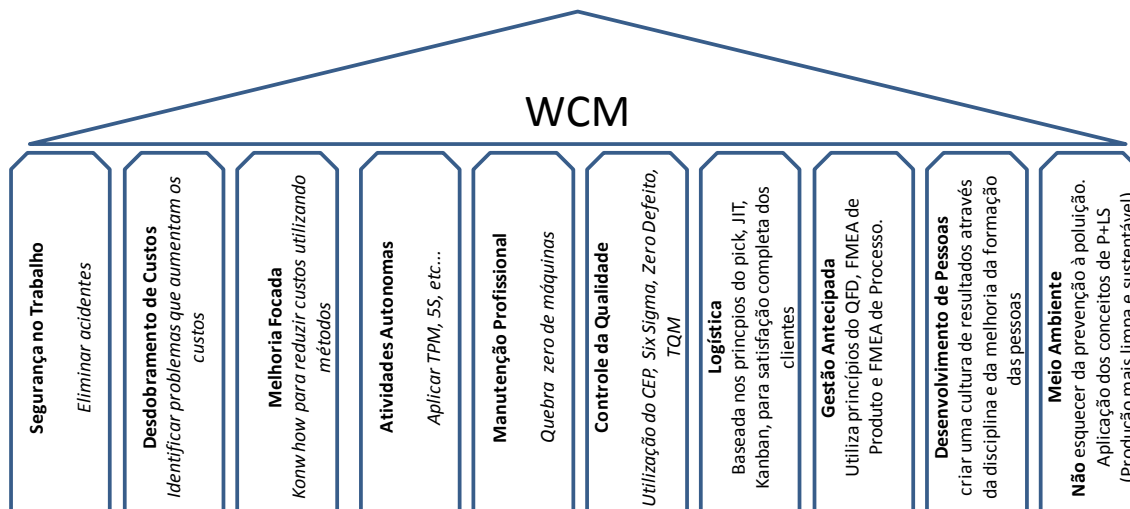 WCM
Segurança no Trabalho
Eliminar acidentes
Desdobramento de Custos
Identificar problemas que aumentam os
custos
Melhoria Focada
Konw how para reduzir custos utilizando
métodos
Atividades Autonomas
Aplicar TPM, 5S, etc...
Manutenção Profissional
Quebra zero de máquinas
Controle da Qualidade
Utilização do CEP, Six Sigma, Zero Defeito,
TQM
Logística
Baseada nos princpios do pick, JIT,
Kanban, para satisfação completa dos
clientes
Gestão Antecipada
Utiliza princípios do QFD, FMEA de
Produto e FMEA de Processo.
Desenvolvimento de Pessoas
criar uma cultura de resultados através
da disciplina e da melhoria da formação
das pessoas
Meio Ambiente
Não esquecer da prevenção à poluição.
Aplicação dos conceitos de P+LS
(Produção mais limpa e sustentável)